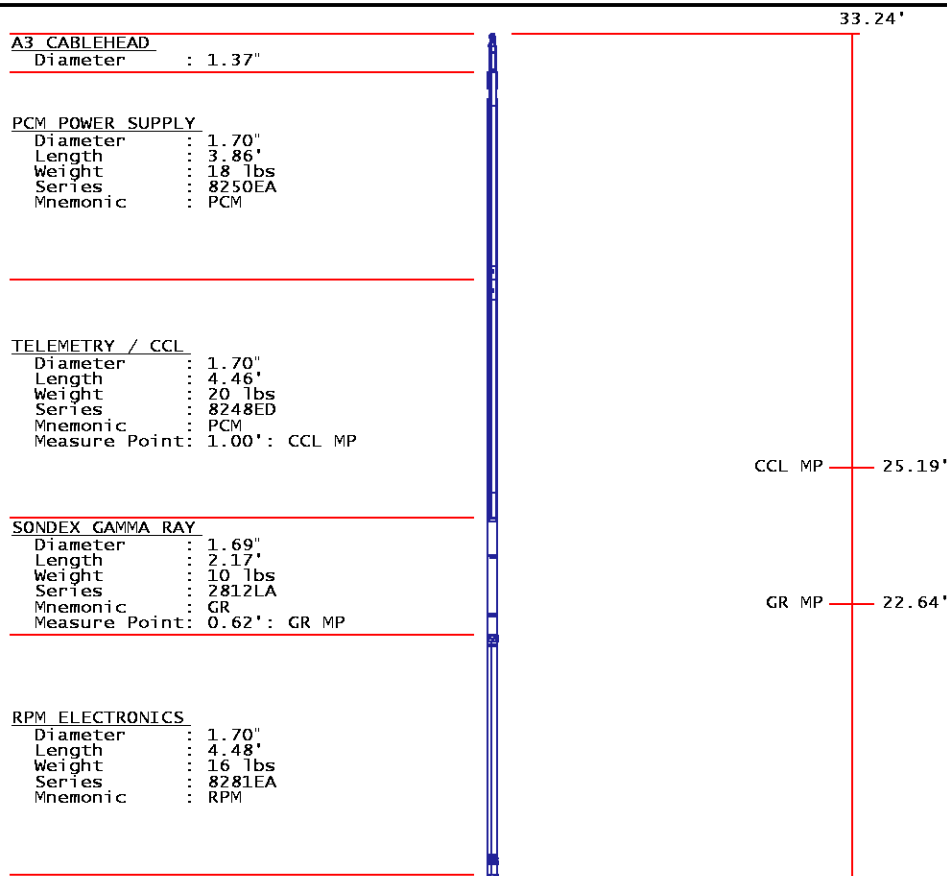 33.24'
A3 CABLEHEAD
Diameter : 1.37"
PCM POWER SUPPLY
Diameter : 1.70"
Length : 3.86'
Weight : 18 lbs
Series : 8250EA
Mnemonic : PCM
TELEMETRY / CCL
Diameter : 1.70"
Length : 4.46'
Weight : 20 lbs
Series : 8248ED
Mnemonic : PCM
Measure Point: 1.00': CCL MP
CCL MP 25.19'
SONDEX GAMMA RAY
Diameter : 1.69"
Length : 2.17'
Weight : 10 lbs
Series : 2812LA
Mnemonic : GR
Measure Point: 0.62': GR MP
GR MP 22.64'
RPM ELECTRONICS
Diameter : 1.70"
Length : 4.48'
Weight : 16 lbs
Series : 8281EA
Mnemonic : RPM